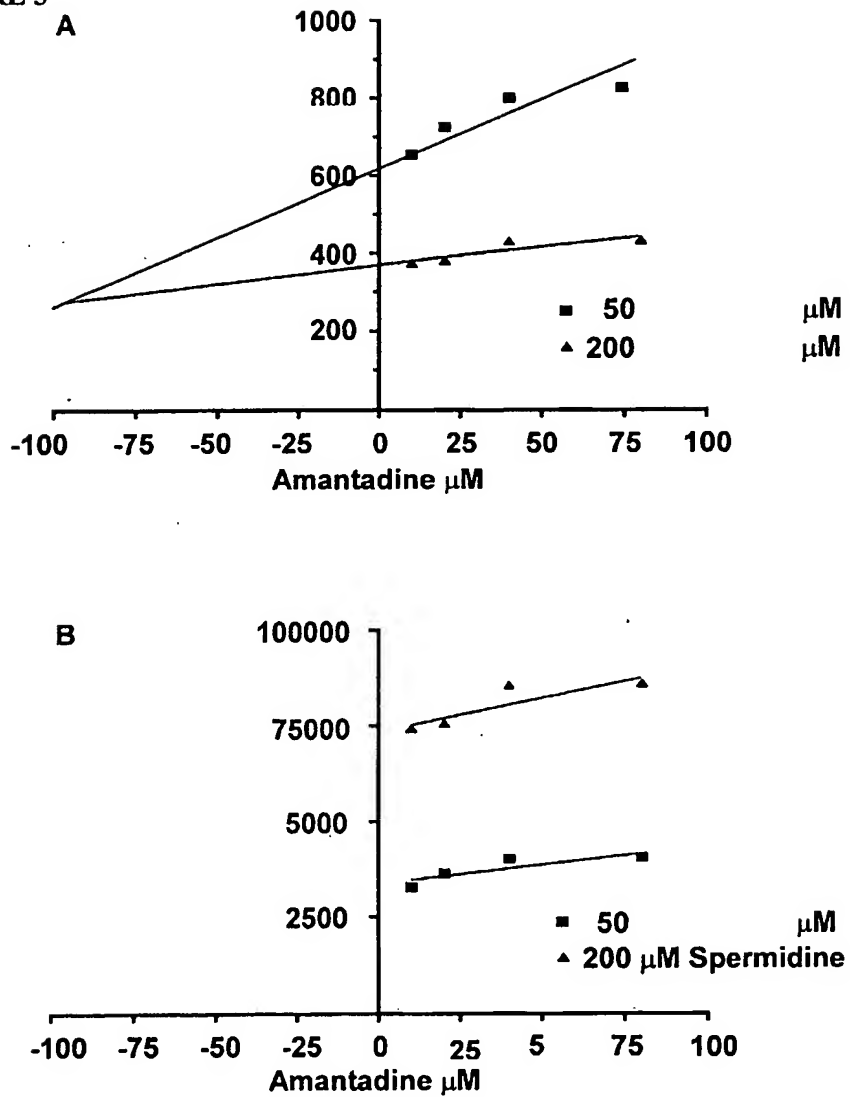 A
1000
800
600
400
200
■ 50 μM
▲ 200 μM
-100 -75 -50 -25 0 25 50 75 100
Amantadine μM
B
100000
75000
5000
2500
■ 50 μM
▲ 200 μM Spermidine
-100 -75 -50 -25 0 25 5 75 100
Amantadine μM